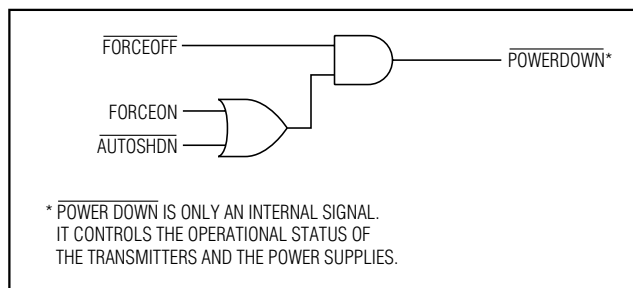 FORCEOFF
POWERDOWN*
FORCEON
AUTOSHDN
* POWER DOWN IS ONLY AN INTERNAL SIGNAL.
IT CONTROLS THE OPERATIONAL STATUS OF
THE TRANSMITTERS AND THE POWER SUPPLIES.